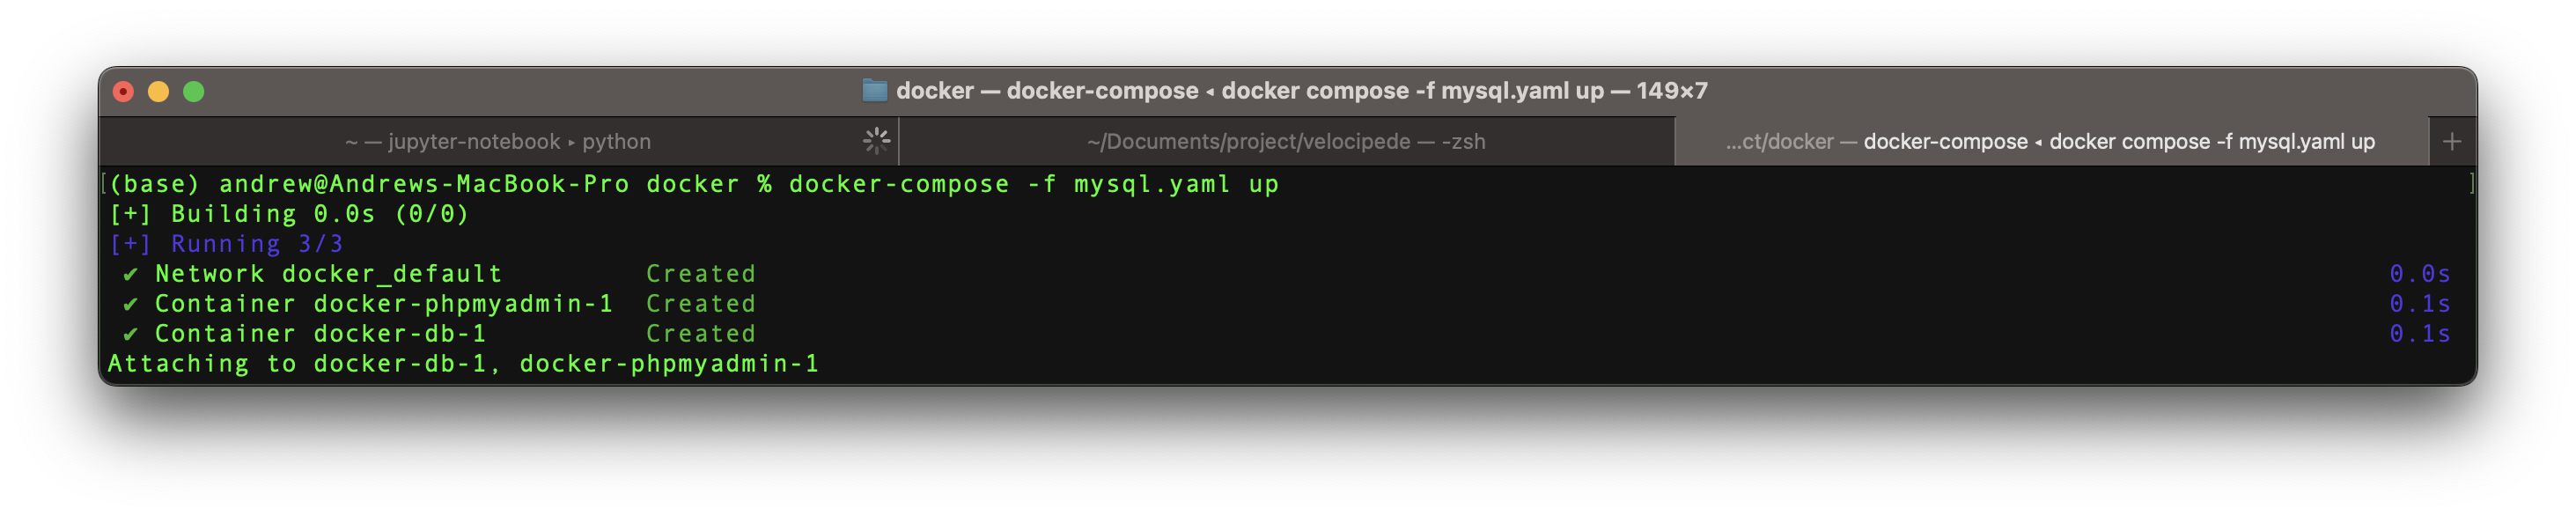 docker — docker-compose ◂ docker compose -f mysql.yaml up — 149×7
~ — jupyter-notebook ▸ python
~/Documents/project/velocipede — -zsh
...ct/docker — docker-compose ◂ docker compose -f mysql.yaml up
+
[(base) andrew@Andrews-MacBook-Pro docker % docker-compose -f mysql.yaml up ]
[+] Building 0.0s (0/0)
[+] Running 3/3
✔ Network docker_default Created 0.0s
✔ Container docker-phpmyadmin-1 Created 0.1s
✔ Container docker-db-1 Created 0.1s
Attaching to docker-db-1, docker-phpmyadmin-1